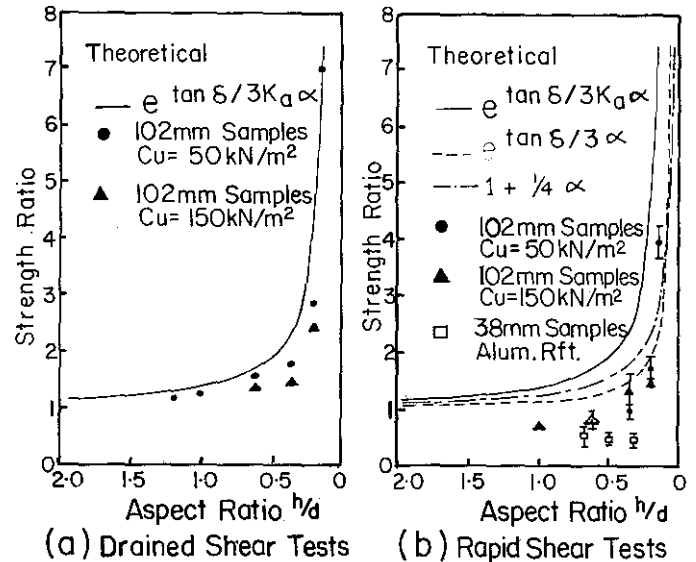 8
7
6
5
4
3
2
1
0
Strength Ratio
Theoretical
e tan δ/3Kₐ∝
102mm Samples
Cu= 50kN/m²
102mm Samples
Cu= 150kN/m²
2.0 1.5 1.0 0.5 0
Aspect Ratio h/d
(a) Drained Shear Tests
8
7
6
5
4
3
2
1
0
Strength Ratio
Theoretical
e tan δ/3Kₐ∝
e tan δ/3 ∝
1 + ¼ ∝
102mm Samples
Cu= 50kN/m²
102mm Samples
Cu=150kN/m²
38mm Samples
Alum. Rft.
2.0 1.5 1.0 0.5 0
Aspect Ratio h/d
(b) Rapid Shear Tests